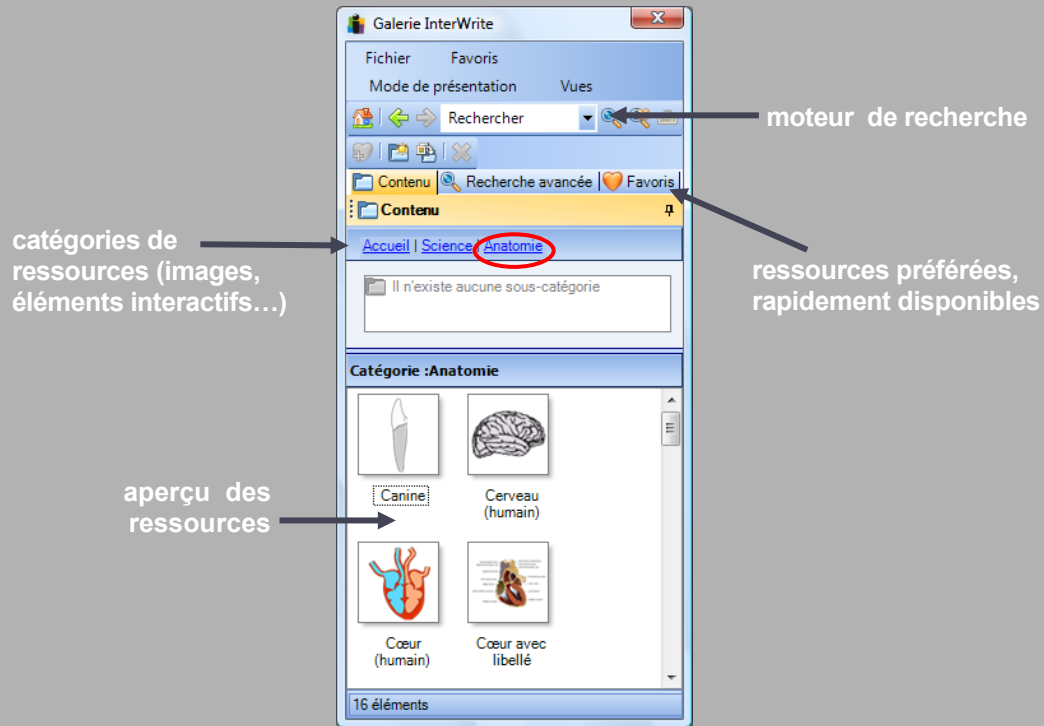 Galerie InterWrite
Fichier Favoris
Mode de présentation Vues
Rechercher
moteur de recherche
Contenu Recherche avancée Favoris
Contenu
catégories de
ressources (images,
éléments interactifs…)
Accueil | Science | Anatomie
ressources préférées,
rapidement disponibles
Il n'existe aucune sous-catégorie
Catégorie :Anatomie
Canine
Cerveau
(humain)
aperçu des
ressources
Cœur
(humain)
Cœur avec
libellé
16 éléments